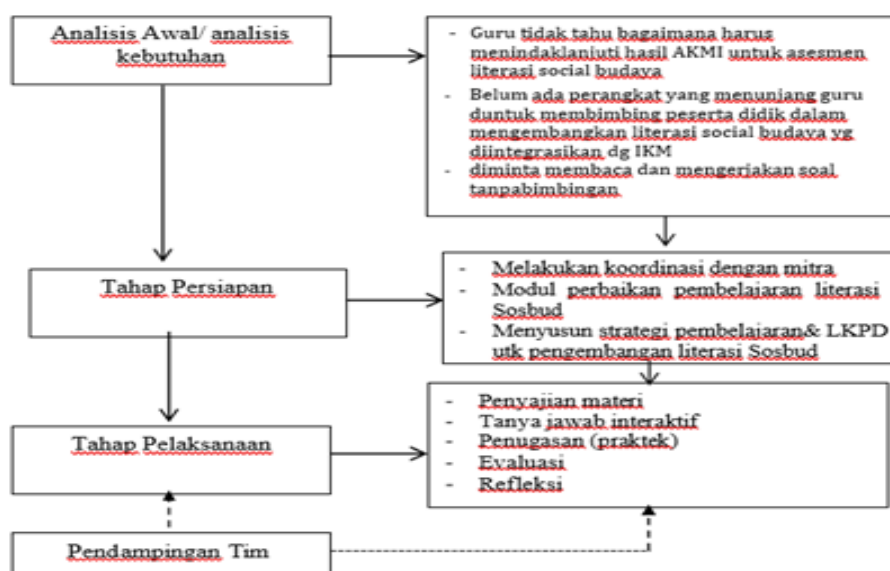 Analisis Awal/ analisis
kebutuhan
- Guru tidak tahu bagaimana harus
menindaklaniuti hasil AKMI untuk asesmen
literasi social budaya
- Belum ada perangkat yang menunjang guru
duntuk membimbing peserta didik dalam
mengembangkan literasi social budaya yg
diintegrasikan dg IKM
- diminta membaca dan mengerjakan soal
tanpabimbingan
Tahap Persiapan
- Melakukan koordinasi dengan mitra
- Modul perbaikan pembelajaran literasi
Sosbud
- Menyusun strategi pembelajaran& LKPD
utk pengembangan literasi Sosbud
Tahap Pelaksanaan
- Penyajian materi
- Tanya jawab interaktif
- Penugasan (praktek)
- Evaluasi
- Refleksi
Pendampingan Tim